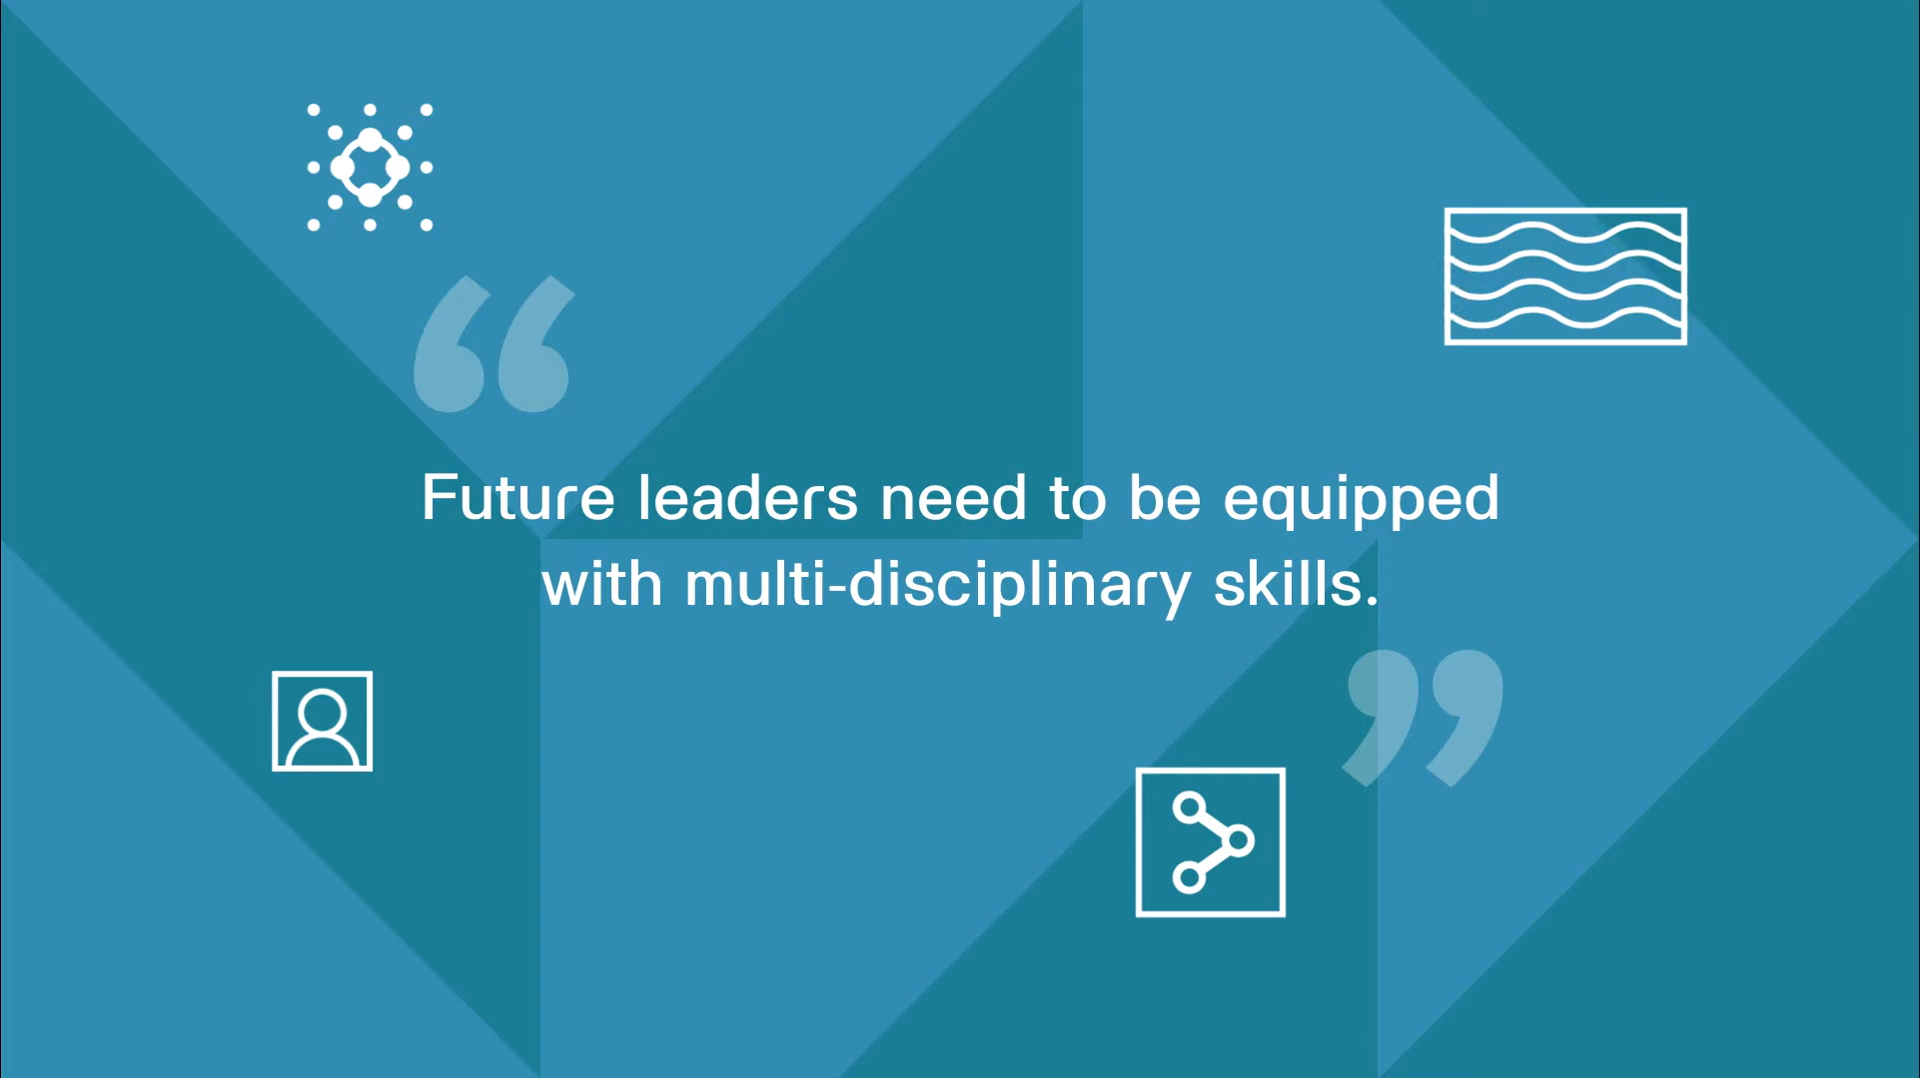 “
Future leaders need to be equipped
with multi-disciplinary skills.
”